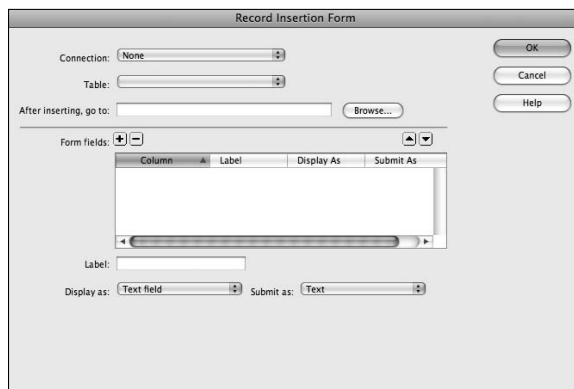 Record Insertion Form
Connection: None
OK
Table:
Cancel
After inserting, go to: Browse...
Help
Form fields:
Column Label Display As Submit As
Label:
Display as: Text field Submit as: Text